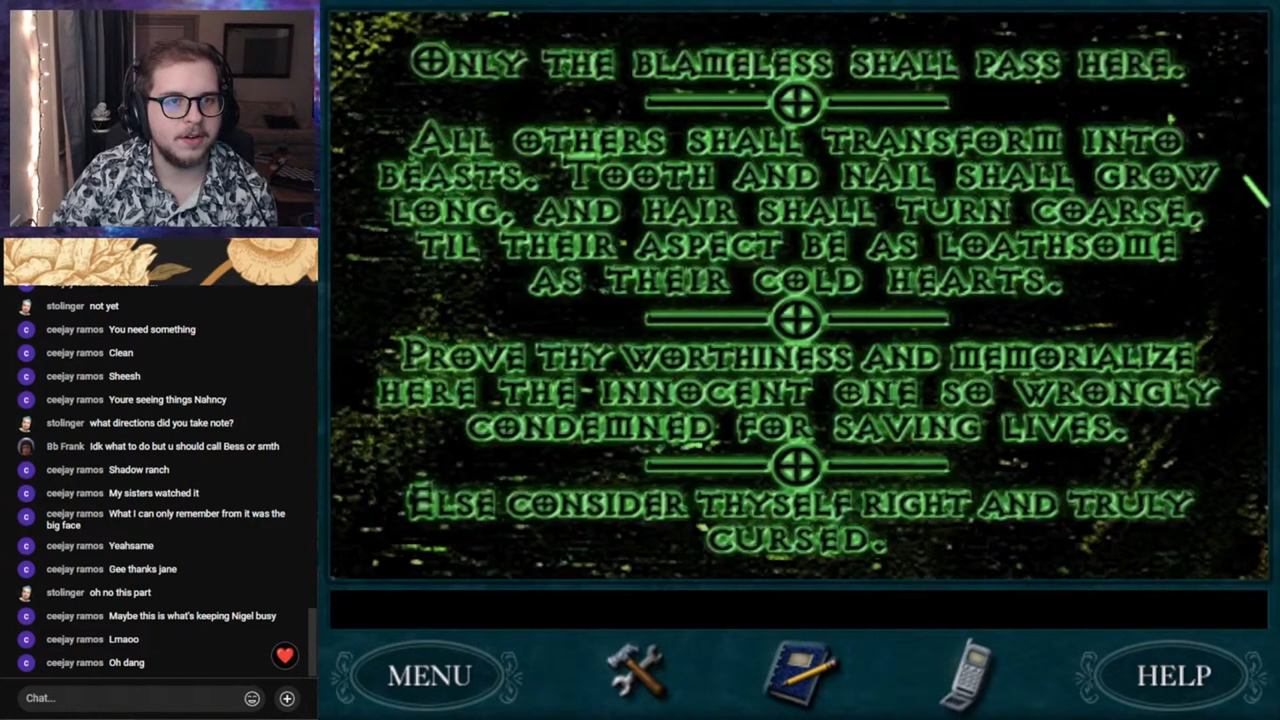 ONLY THE BLAMELESS SHALL PASS HERE.
ALL OTHERS SHALL TRANSFORM INTO
BEASTS. TOOTH AND NAIL SHALL GROW
LONG, AND HAIR SHALL TURN COARSE,
TIL THEIR ASPECT BE AS LOATHSOME
AS THEIR COLD HEARTS.
PROVE THY WORTHINESS AND MEMORIALIZE
HERE THE INNOCENT ONE SO WRONGLY
CONDEMNED FOR SAVING LIVES.
ELSE CONSIDER THYSELF RIGHT AND TRULY
CURSED.
stolinger not yet
c ceejay ramos You need something
c ceejay ramos Clean
c ceejay ramos Sheesh
c ceejay ramos Youre seeing things Nahncy
stolinger what directions did you take note?
Bb Frank Idk what to do but u should call Bess or smth
c ceejay ramos Shadow ranch
c ceejay ramos My sisters watched it
c ceejay ramos What I can only remember from it was the
big face
c ceejay ramos Yeahsame
c ceejay ramos Gee thanks jane
stolinger oh no this part
c ceejay ramos Maybe this is what's keeping Nigel busy
c ceejay ramos Lmaoo
c ceejay ramos Oh dang
Chat...
MENU
HELP